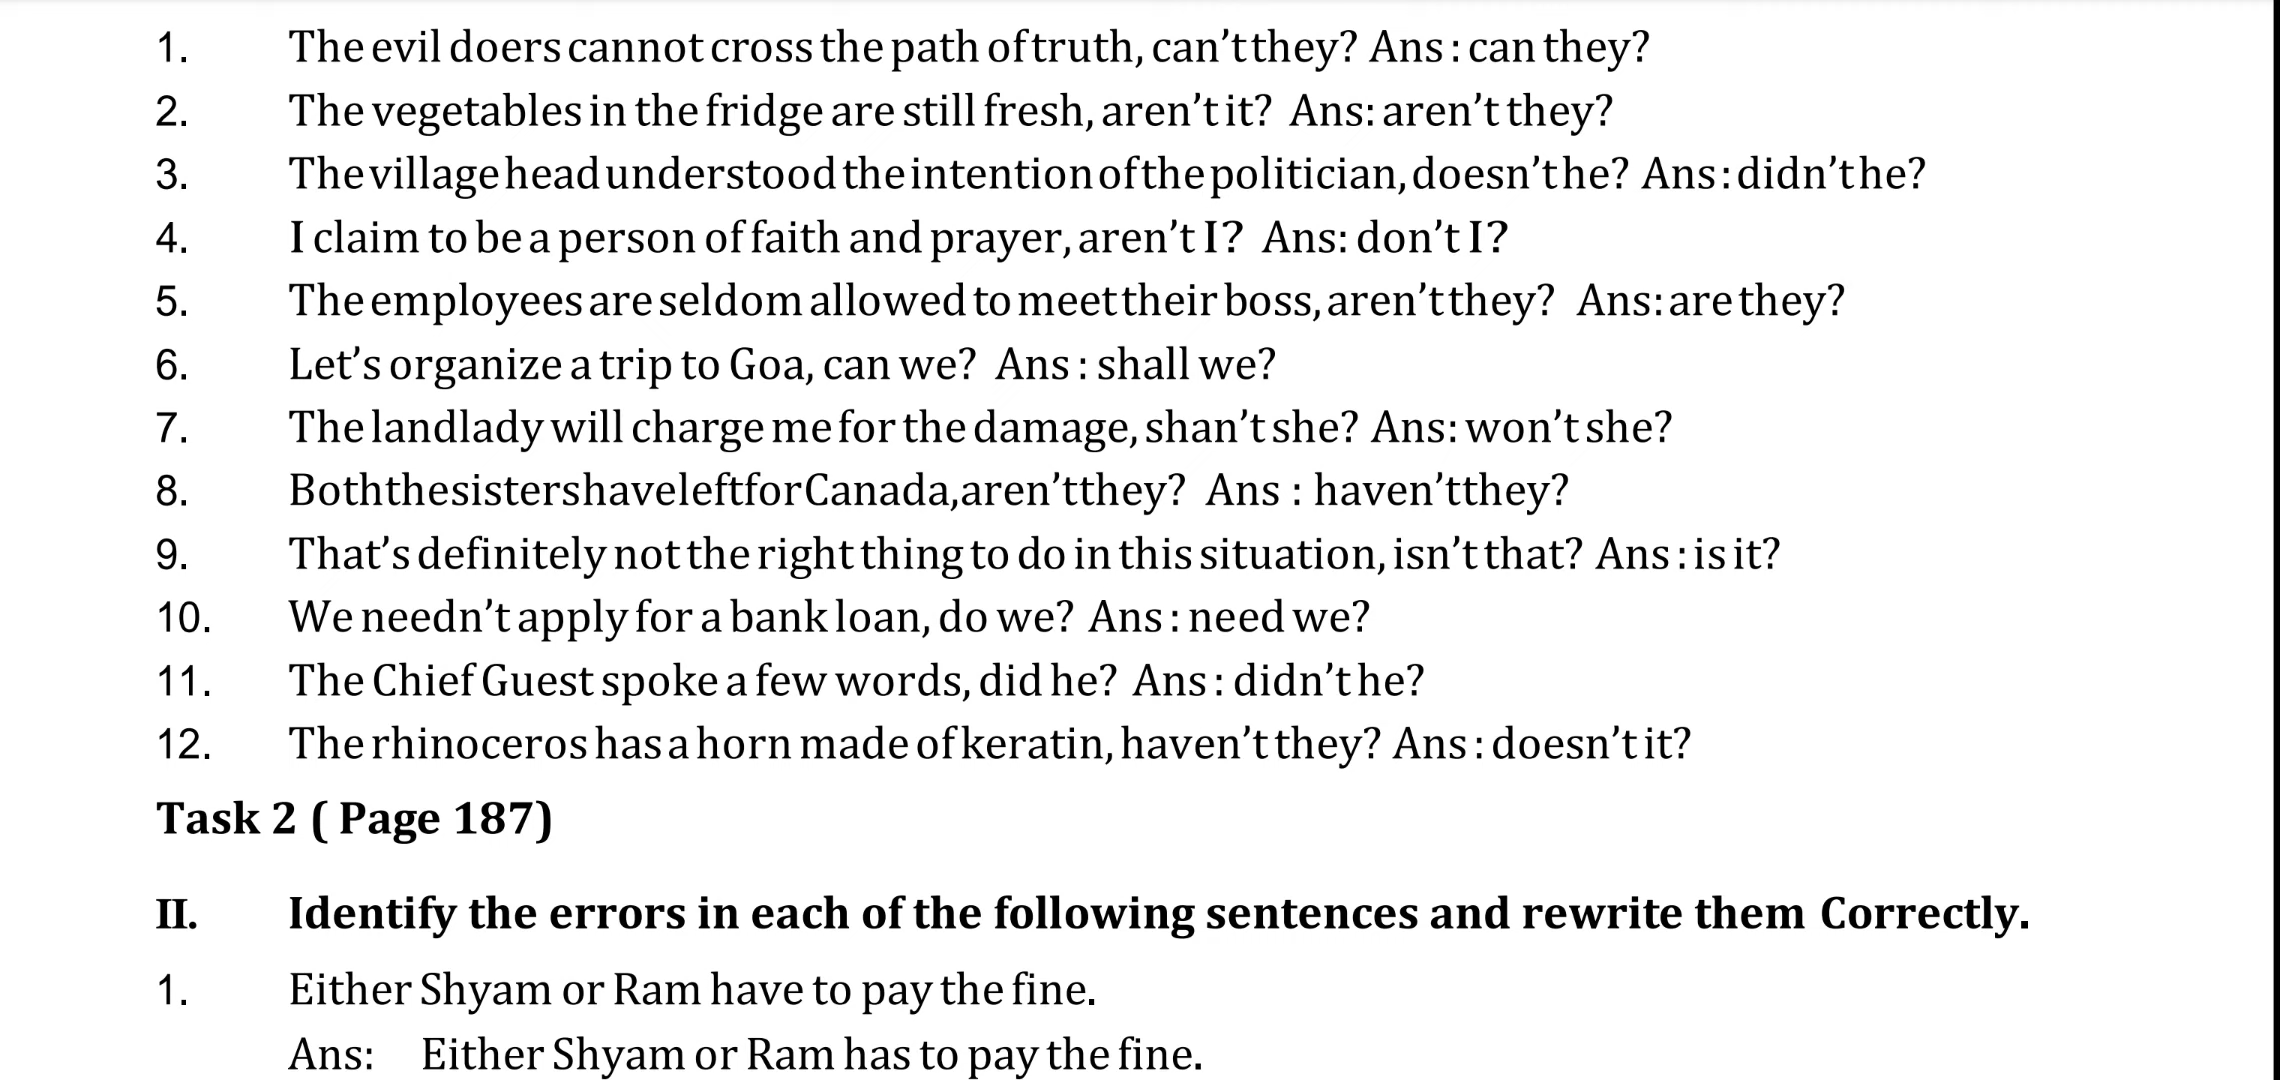 1. The evil doers cannot cross the path of truth, can’t they? Ans : can they?
2. The vegetables in the fridge are still fresh, aren’t it? Ans: aren’t they?
3. The village head understood the intention of the politician, doesn’t he? Ans : didn’t he?
4. I claim to be a person of faith and prayer, aren’t I? Ans: don’t I?
5. The employees are seldom allowed to meet their boss, aren’t they? Ans: are they?
6. Let’s organize a trip to Goa, can we? Ans : shall we?
7. The landlady will charge me for the damage, shan’t she? Ans: won’t she?
8. Both the sisters have left for Canada, aren’t they? Ans : haven’t they?
9. That’s definitely not the right thing to do in this situation, isn’t that? Ans : is it?
10. We needn’t apply for a bank loan, do we? Ans : need we?
11. The Chief Guest spoke a few words, did he? Ans : didn’t he?
12. The rhinoceros has a horn made of keratin, haven’t they? Ans : doesn’t it?
Task 2 ( Page 187)
II. Identify the errors in each of the following sentences and rewrite them Correctly.
1. Either Shyam or Ram have to pay the fine.
Ans: Either Shyam or Ram has to pay the fine.